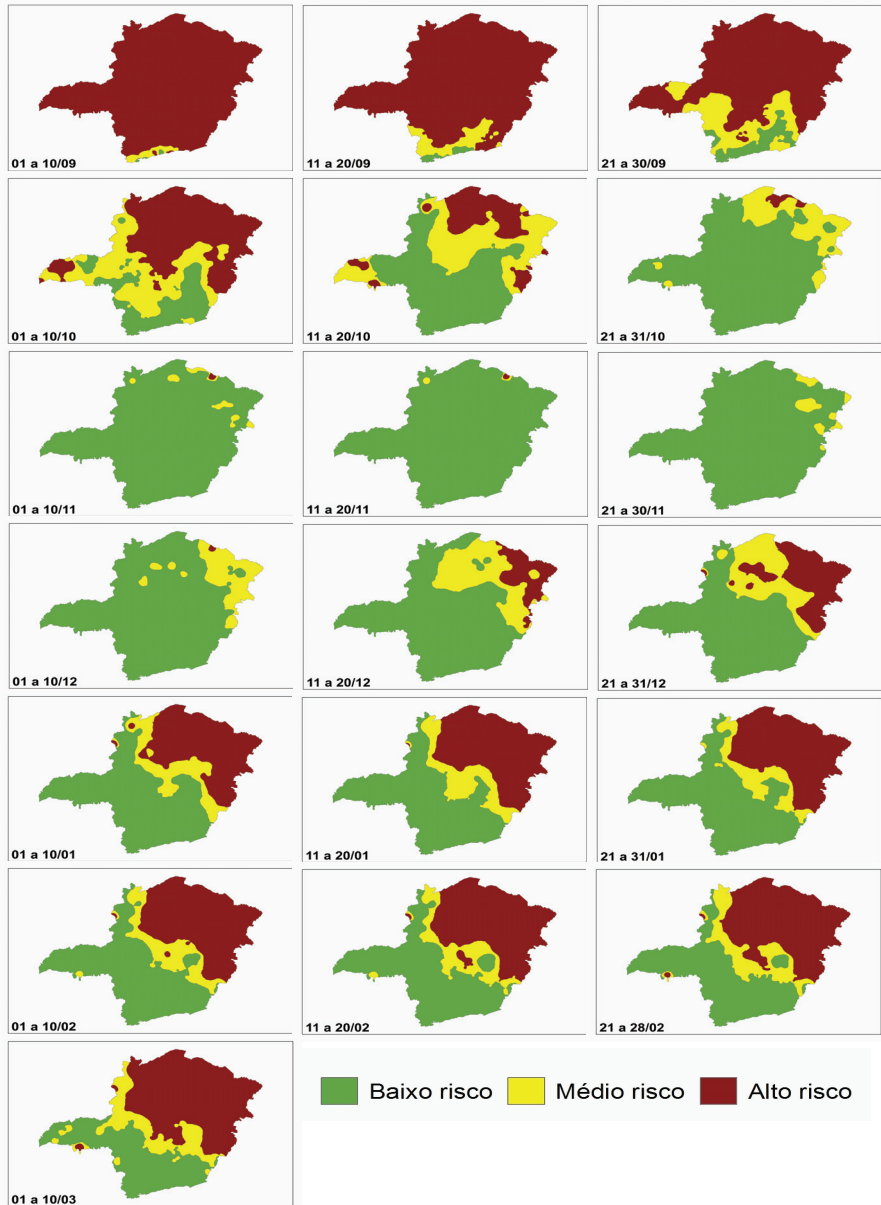 01 a 10/09
11 a 20/09
21 a 30/09
01 a 10/10
11 a 20/10
21 a 31/10
01 a 10/11
11 a 20/11
21 a 30/11
01 a 10/12
11 a 20/12
21 a 31/12
01 a 10/01
11 a 20/01
21 a 31/01
01 a 10/02
11 a 20/02
21 a 28/02
Baixo risco Médio risco Alto risco
01 a 10/03